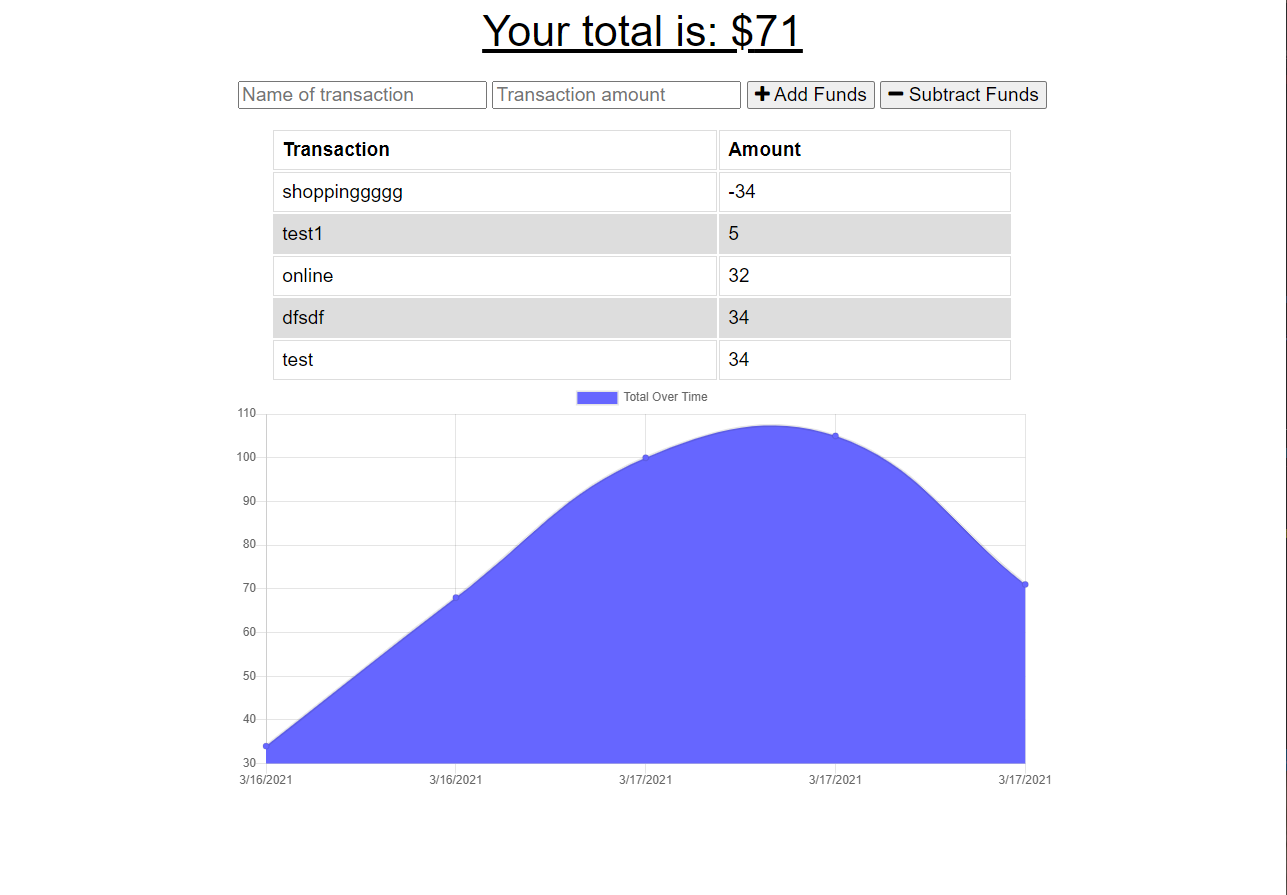 Your total is: $71
Name of transaction Transaction amount Add Funds Subtract Funds
Transaction Amount
shoppinggggg -34
test1 5
online 32
dfsdf 34
test 34
Total Over Time
110
100
90
80
70
60
50
40
30
3/16/2021 3/16/2021 3/17/2021 3/17/2021 3/17/2021